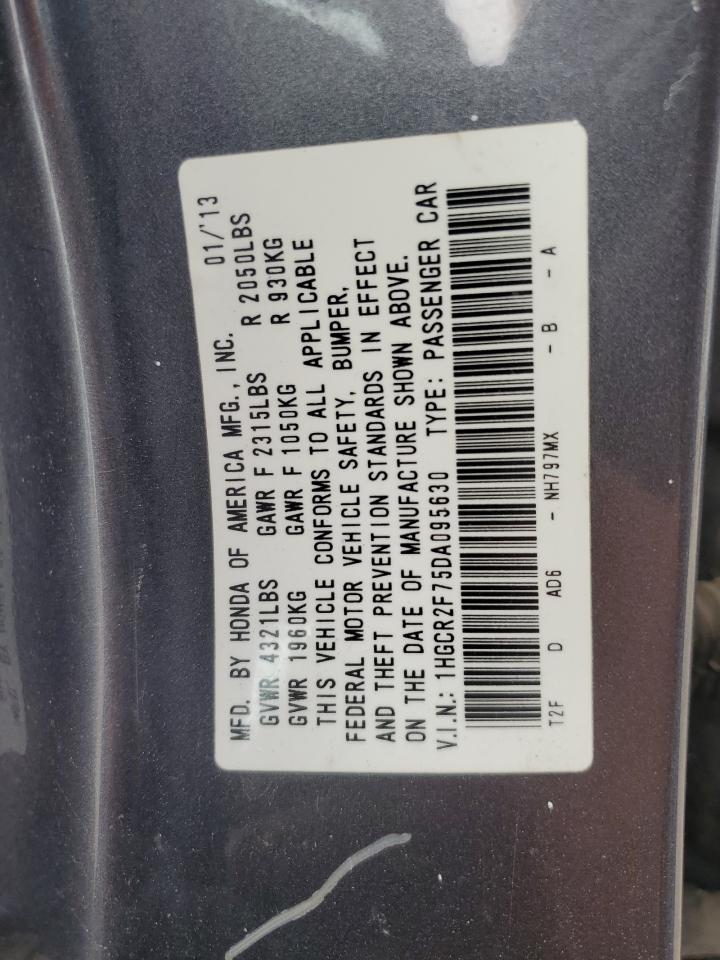 MFD. BY HONDA OF AMERICA MFG., INC. 01/'13
GVWR 4321LBS GAWR F 2315LBS R 2050LBS
GVWR 1960KG GAWR F 1050KG R 930KG
THIS VEHICLE CONFORMS TO ALL APPLICABLE
FEDERAL MOTOR VEHICLE SAFETY, BUMPER,
AND THEFT PREVENTION STANDARDS IN EFFECT
ON THE DATE OF MANUFACTURE SHOWN ABOVE.
V.I.N.: 1HGCR2F75DA095630 TYPE: PASSENGER CAR
T2F D AD6 - NH797MX - B - A